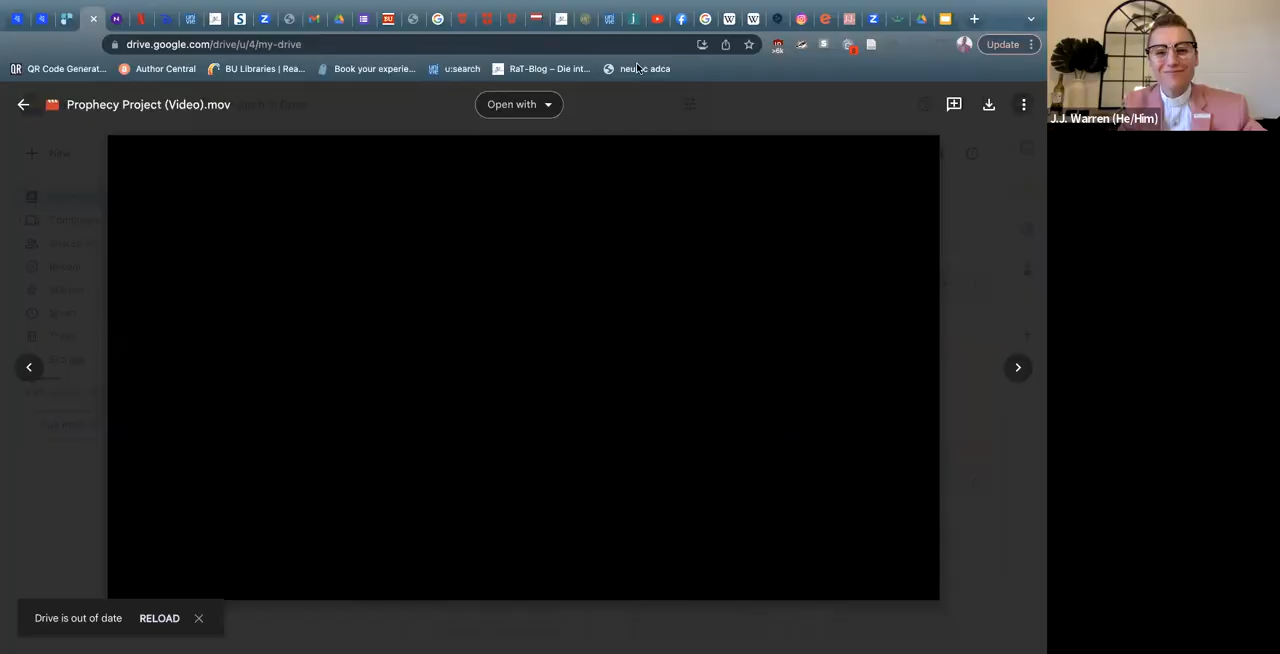 drive.google.com/drive/u/4/my-drive
Update
QR Code Generat... Author Central BU Libraries | Rea... Book your experie... u:search RaT-Blog – Die int... neu
c adca
Prophecy Project (Video).mov
Open with
J.J. Warren (He/Him)
New
Drive is out of date RELOAD